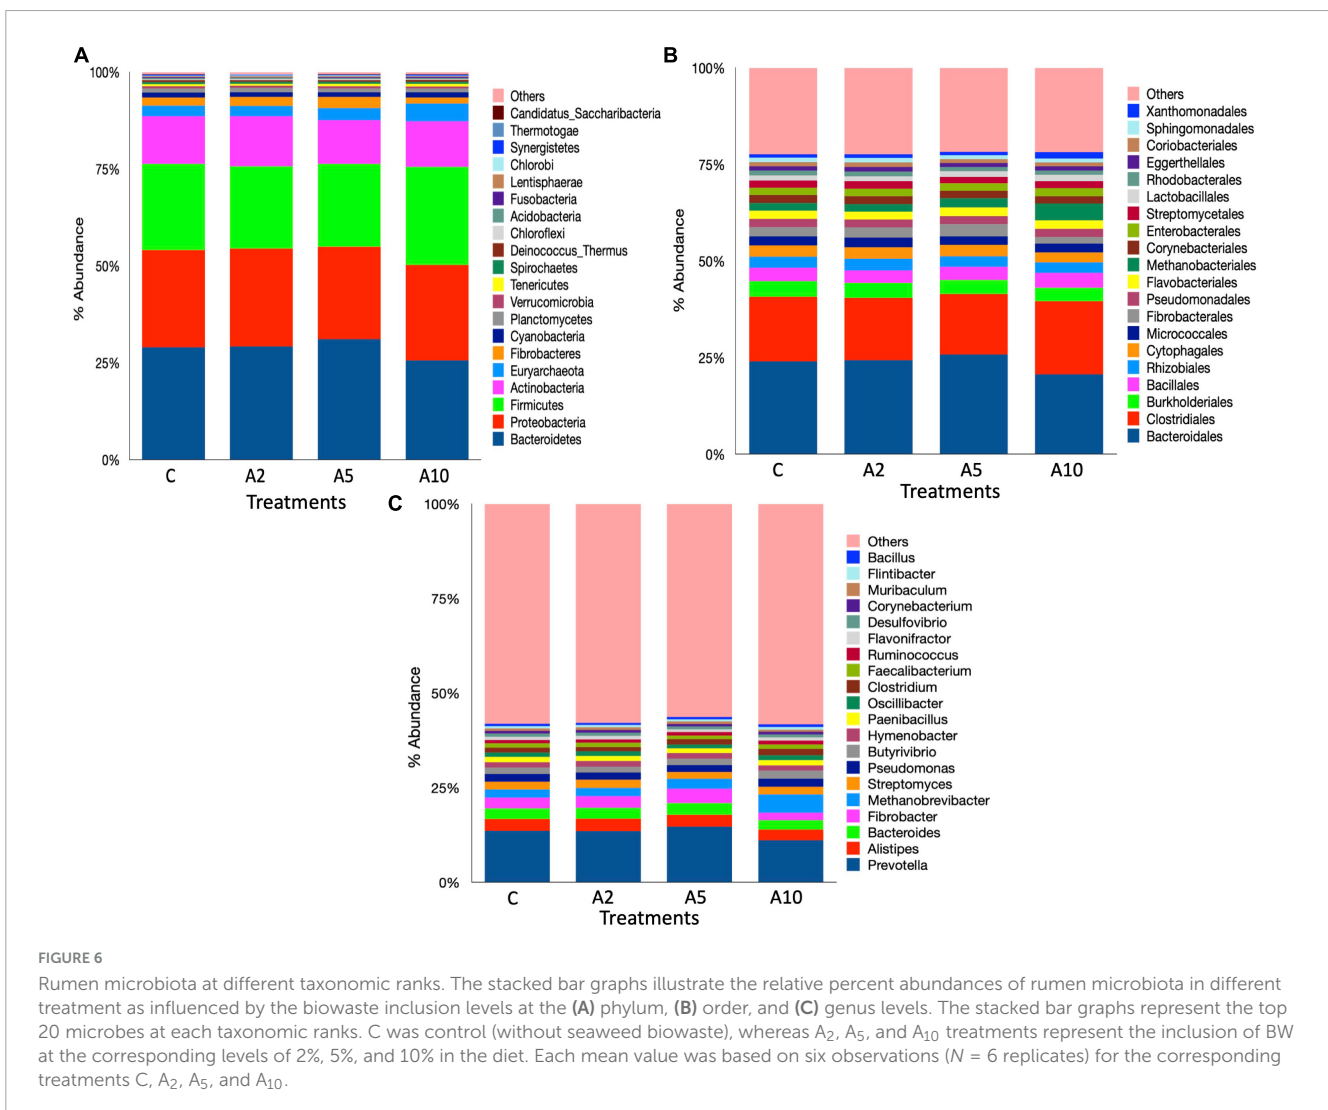 A
100%
75%
50%
25%
0%
% Abundance
C
A2
A5
A10
Treatments
Others
Candidatus_Saccharibacteria
Thermotogae
Synergistetes
Chlorobi
Lentisphaerae
Fusobacteria
Acidobacteria
Chloroflexi
Deinococcus_Thermus
Spirochaetes
Tenericutes
Verrucomicrobia
Planctomycetes
Cyanobacteria
Fibrobacteres
Euryarchaeota
Actinobacteria
Firmicutes
Proteobacteria
Bacteroidetes
B
100%
75%
50%
25%
0%
% Abundance
C
A2
A5
A10
Treatments
Others
Xanthomonadales
Sphingomonadales
Coriobacteriales
Eggerthellales
Rhodobacterales
Lactobacillales
Streptomycetales
Enterobacterales
Corynebacteriales
Methanobacteriales
Flavobacteriales
Pseudomonadales
Fibrobacterales
Micrococcales
Cytophagales
Rhizobiales
Bacillales
Burkholderiales
Clostridiales
Bacteroidales
C
100%
75%
50%
25%
0%
% Abundance
C
A2
A5
A10
Treatments
Others
Bacillus
Flintibacter
Muribaculum
Corynebacterium
Desulfovibrio
Flavonifractor
Ruminococcus
Faecalibacterium
Clostridium
Oscillibacter
Paenibacillus
Hymenobacter
Butyrivibrio
Pseudomonas
Streptomyces
Methanobrevibacter
Fibrobacter
Bacteroides
Alistipes
Prevotella
FIGURE 6
Rumen microbiota at different taxonomic ranks. The stacked bar graphs illustrate the relative percent abundances of rumen microbiota in different
treatment as influenced by the biowaste inclusion levels at the (A) phylum, (B) order, and (C) genus levels. The stacked bar graphs represent the top
20 microbes at each taxonomic ranks. C was control (without seaweed biowaste), whereas A₂, A₅, and A₁₀ treatments represent the inclusion of BW
at the corresponding levels of 2%, 5%, and 10% in the diet. Each mean value was based on six observations (N = 6 replicates) for the corresponding
treatments C, A₂, A₅, and A₁₀.